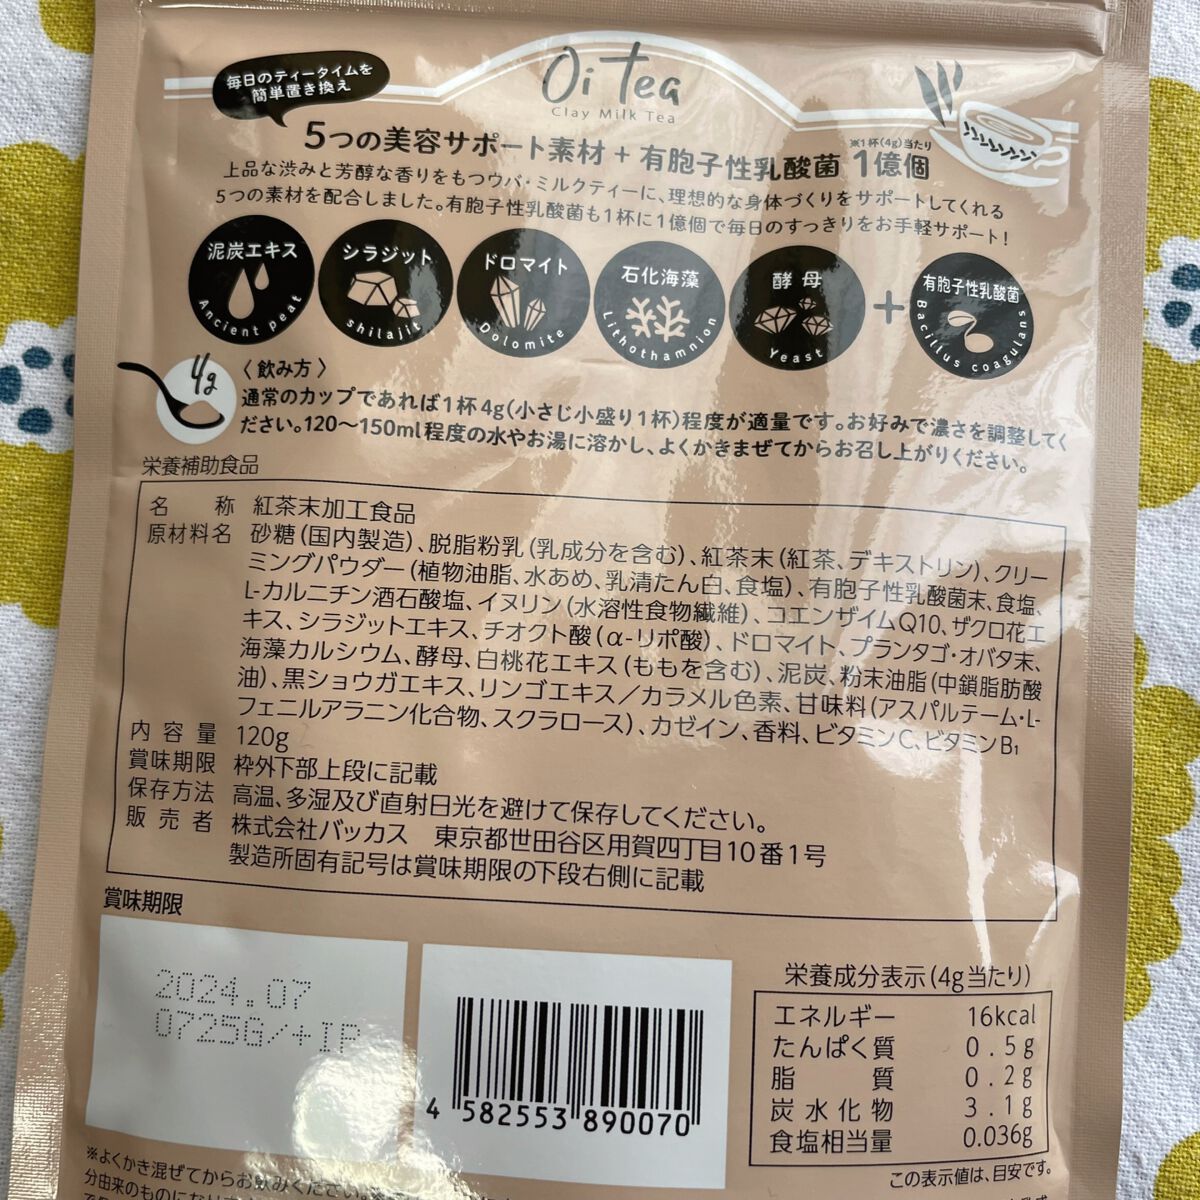 毎日のティータイムを
簡単置き換え
Oi Tea
Clay Milk Tea
※1杯(4g)当たり
5つの美容サポート素材 + 有胞子性乳酸菌 1億個
上品な渋みと芳醇な香りをもつウバ・ミルクティーに、理想的な身体づくりをサポートしてくれる
5つの素材を配合しました。有胞子性乳酸菌も1杯に1億個で毎日のすっきりをお手軽サポート!
泥炭エキス
Ancient peat
シラジット
shilajit
ドロマイト
Dolomite
石化海藻
Lithothamnion
酵母
Yeast
+
有胞子性乳酸菌
Bacillus coagulans
4g
〈飲み方〉
通常のカップであれば1杯4g(小さじ小盛り1杯)程度が適量です。お好みで濃さを調整してく
ださい。120〜150ml程度の水やお湯に溶かし、よくかきまぜてからお召し上がりください。
栄養補助食品
名称 紅茶末加工食品
原材料名 砂糖(国内製造)、脱脂粉乳(乳成分を含む)、紅茶末(紅茶、デキストリン)、クリー
ミングパウダー(植物油脂、水あめ、乳清たん白、食塩)、有胞子性乳酸菌末、食塩、
L-カルニチン酒石酸塩、イヌリン(水溶性食物繊維)、コエンザイムQ10、ザクロ花エ
キス、シラジットエキス、チオクト酸(α-リポ酸)、ドロマイト、プランタゴ・オバタ末、
海藻カルシウム、酵母、白桃花エキス(ももを含む)、泥炭、粉末油脂(中鎖脂肪酸
油)、黒ショウガエキス、リンゴエキス/カラメル色素、甘味料(アスパルテーム・L-
フェニルアラニン化合物、スクラロース)、カゼイン、香料、ビタミンC、ビタミンB₁
内容量 120g
賞味期限 枠外下部上段に記載
保存方法 高温、多湿及び直射日光を避けて保存してください。
販売者 株式会社バッカス 東京都世田谷区用賀四丁目10番1号
製造所固有記号は賞味期限の下段右側に記載
賞味期限
2024.07
0725G/+IP
4 582553 890070
栄養成分表示(4g当たり)
エネルギー 16kcal
たんぱく質 0.5g
脂質 0.2g
炭水化物 3.1g
食塩相当量 0.036g
この表示値は、目安です。
※よくかき混ぜてからお飲みください。
分由来のものになります